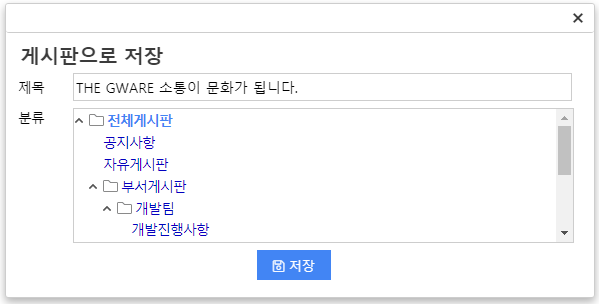 게시판으로 저장
제목 THE GWARE 소통이 문화가 됩니다.
분류 전체게시판
공지사항
자유게시판
부서게시판
개발팀
개발진행사항
저장